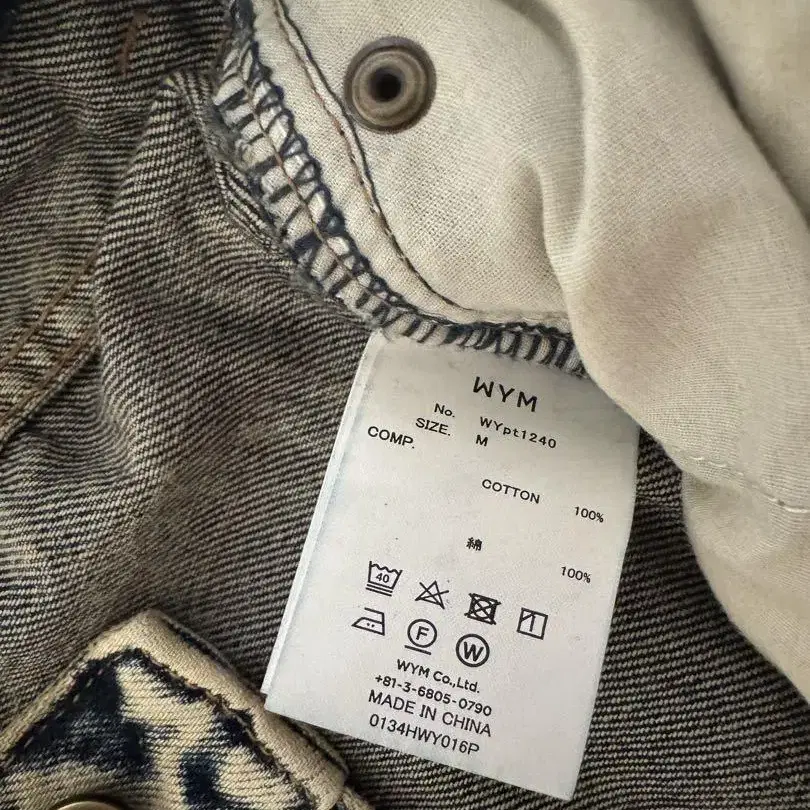 WYM
No. WYpt1240
SIZE. M
COMP.
COTTON 100%
綿 100%
40
F W
WYM Co.,Ltd.
+81-3-6805-0790
MADE IN CHINA
0134HWY016P